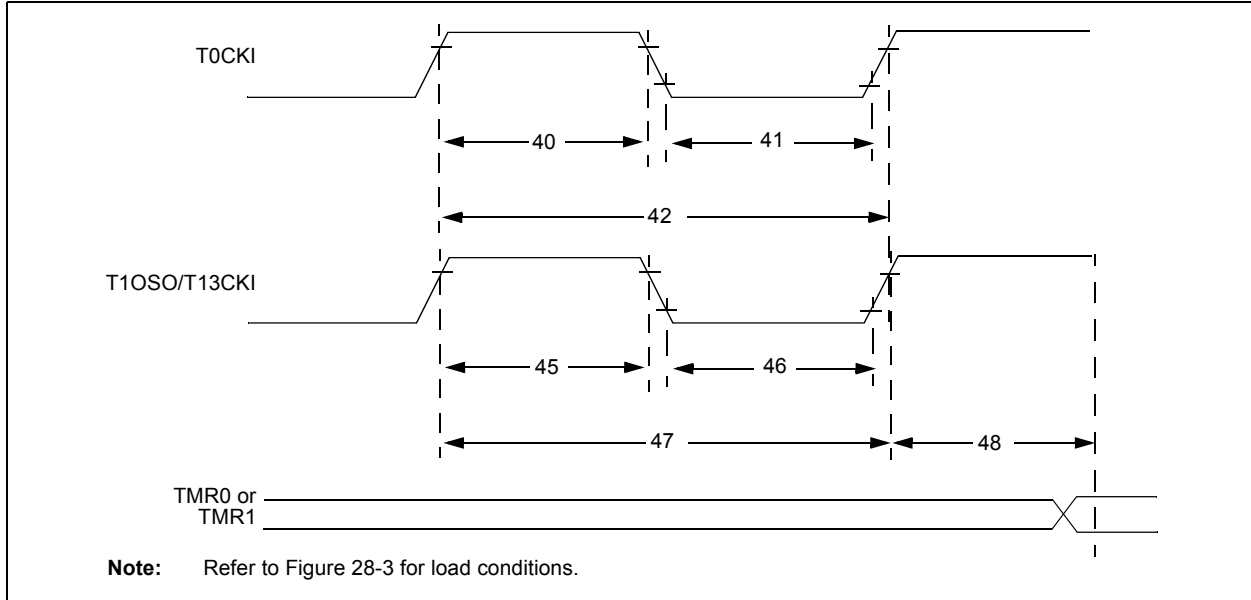 T0CKI
40
41
42
T1OSO/T13CKI
45
46
47
48
TMR0 or
TMR1
Note: Refer to Figure 28-3 for load conditions.